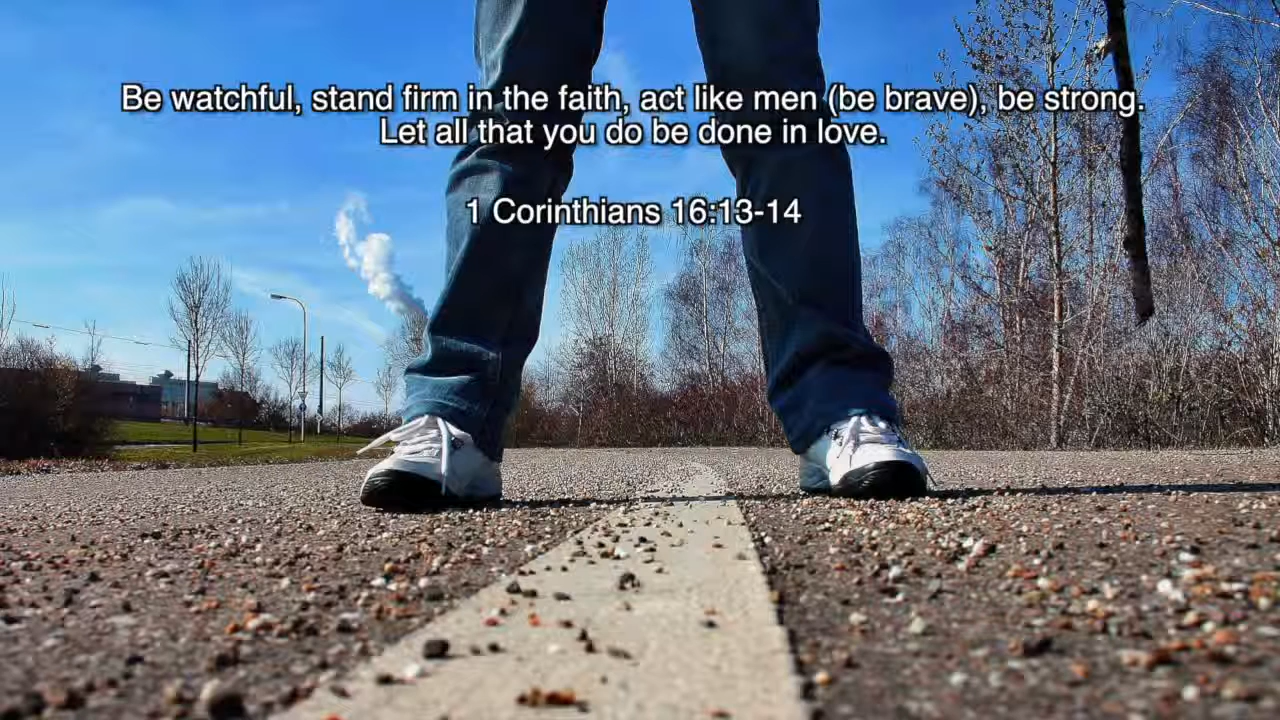 Be watchful, stand firm in the faith, act like men (be brave), be strong.
Let all that you do be done in love.
1 Corinthians 16:13-14